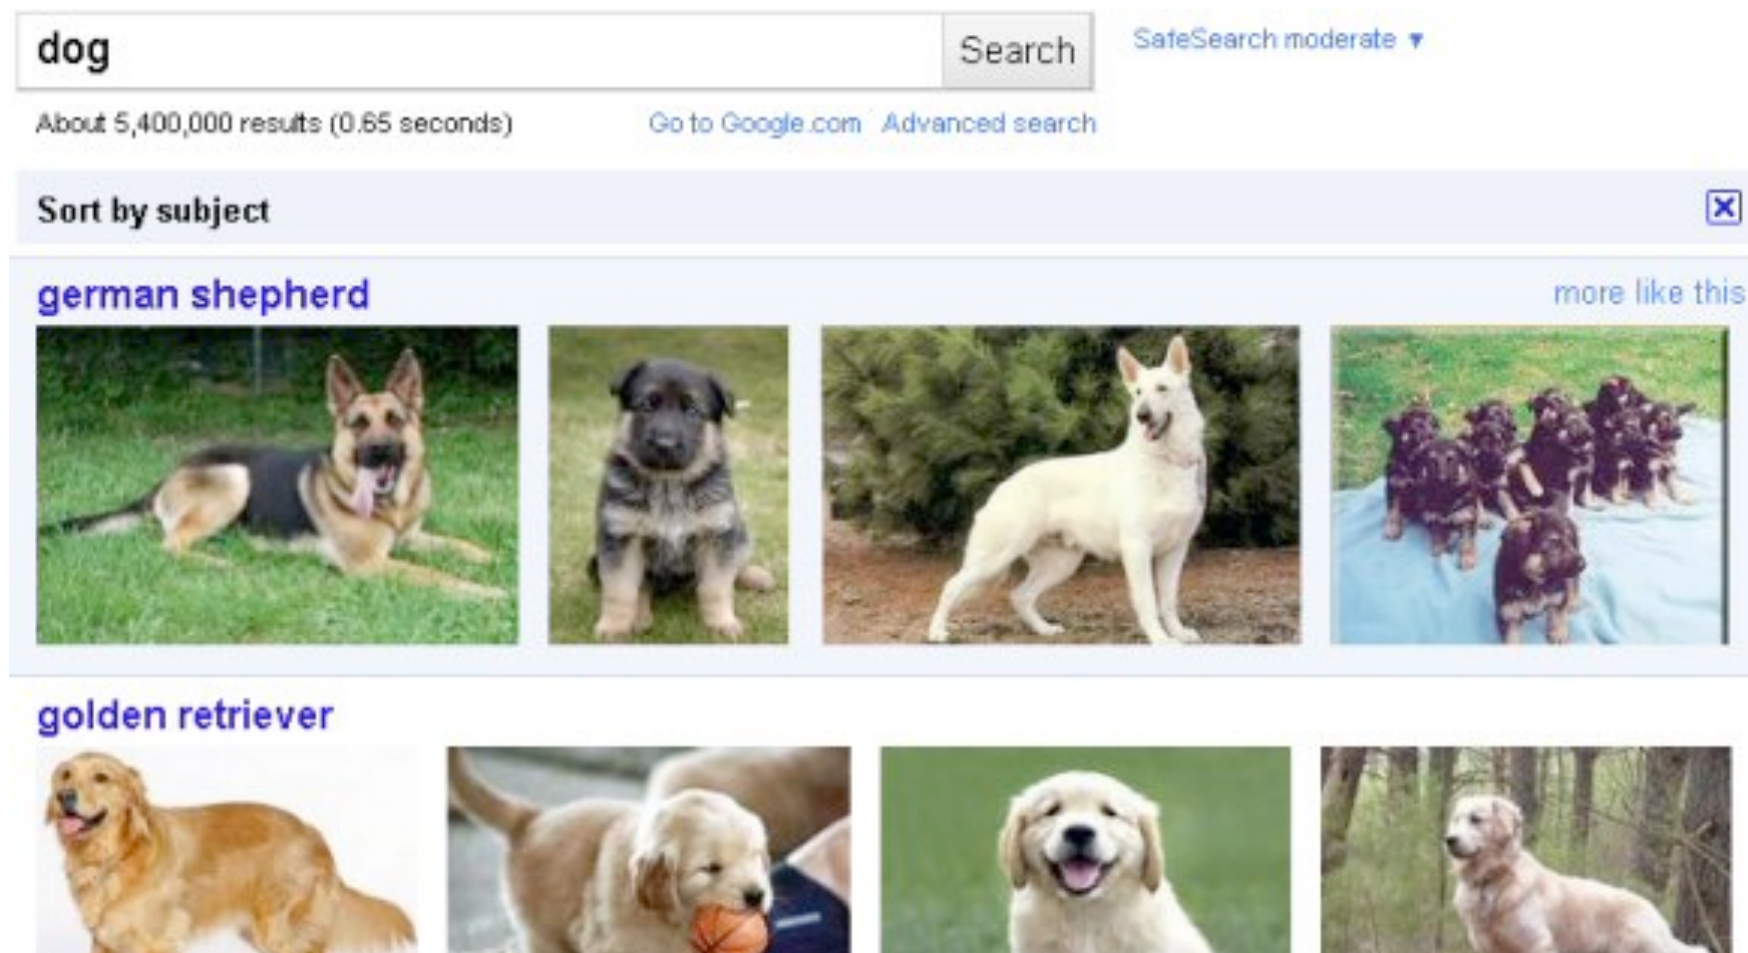 dog Search SafeSearch moderate ▼
About 5,400,000 results (0.65 seconds) Go to Google.com Advanced search
Sort by subject
german shepherd more like this
golden retriever